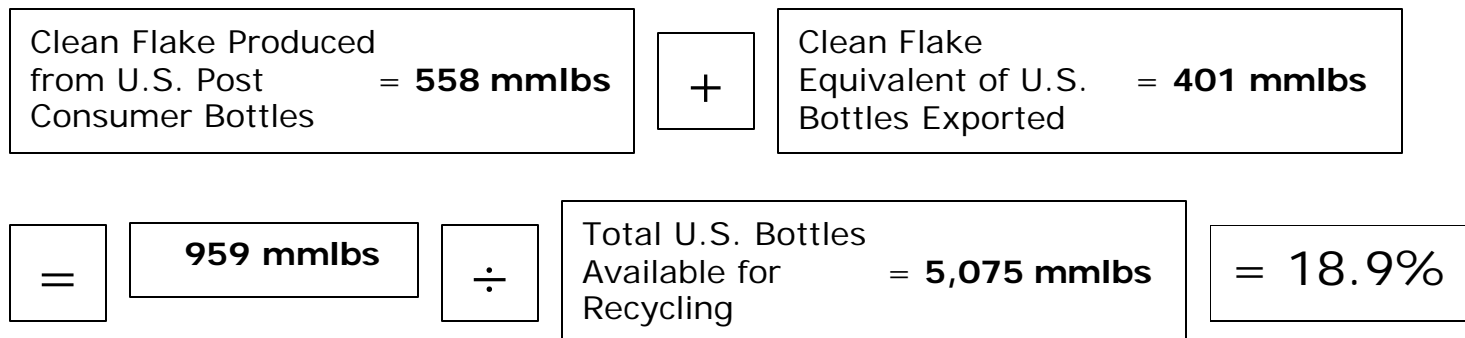 Clean Flake Produced
from U.S. Post = 558 mmlbs
Consumer Bottles
+
Clean Flake
Equivalent of U.S. = 401 mmlbs
Bottles Exported
=
959 mmlbs
÷
Total U.S. Bottles
Available for = 5,075 mmlbs
Recycling
= 18.9%